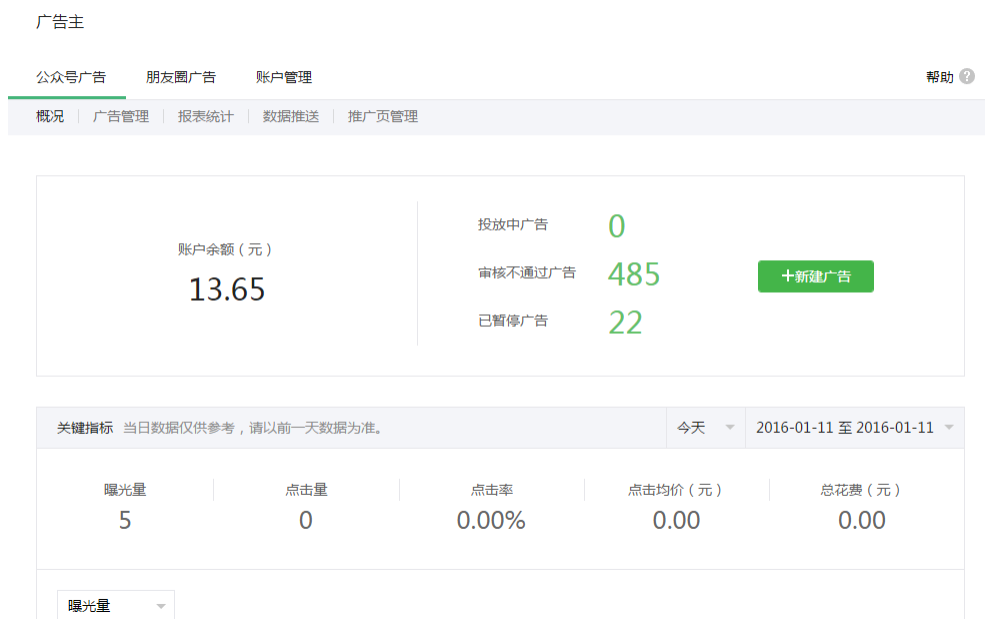 广告主
公众号广告 朋友圈广告 账户管理 帮助 ?
概况 广告管理 报表统计 数据推送 推广页管理
账户余额（元）
13.65
投放中广告 0
审核不通过广告 485
已暂停广告 22
+新建广告
关键指标 当日数据仅供参考，请以前一天数据为准。 今天 2016-01-11 至 2016-01-11
曝光量 点击量 点击率 点击均价（元） 总花费（元）
5 0 0.00% 0.00 0.00
曝光量